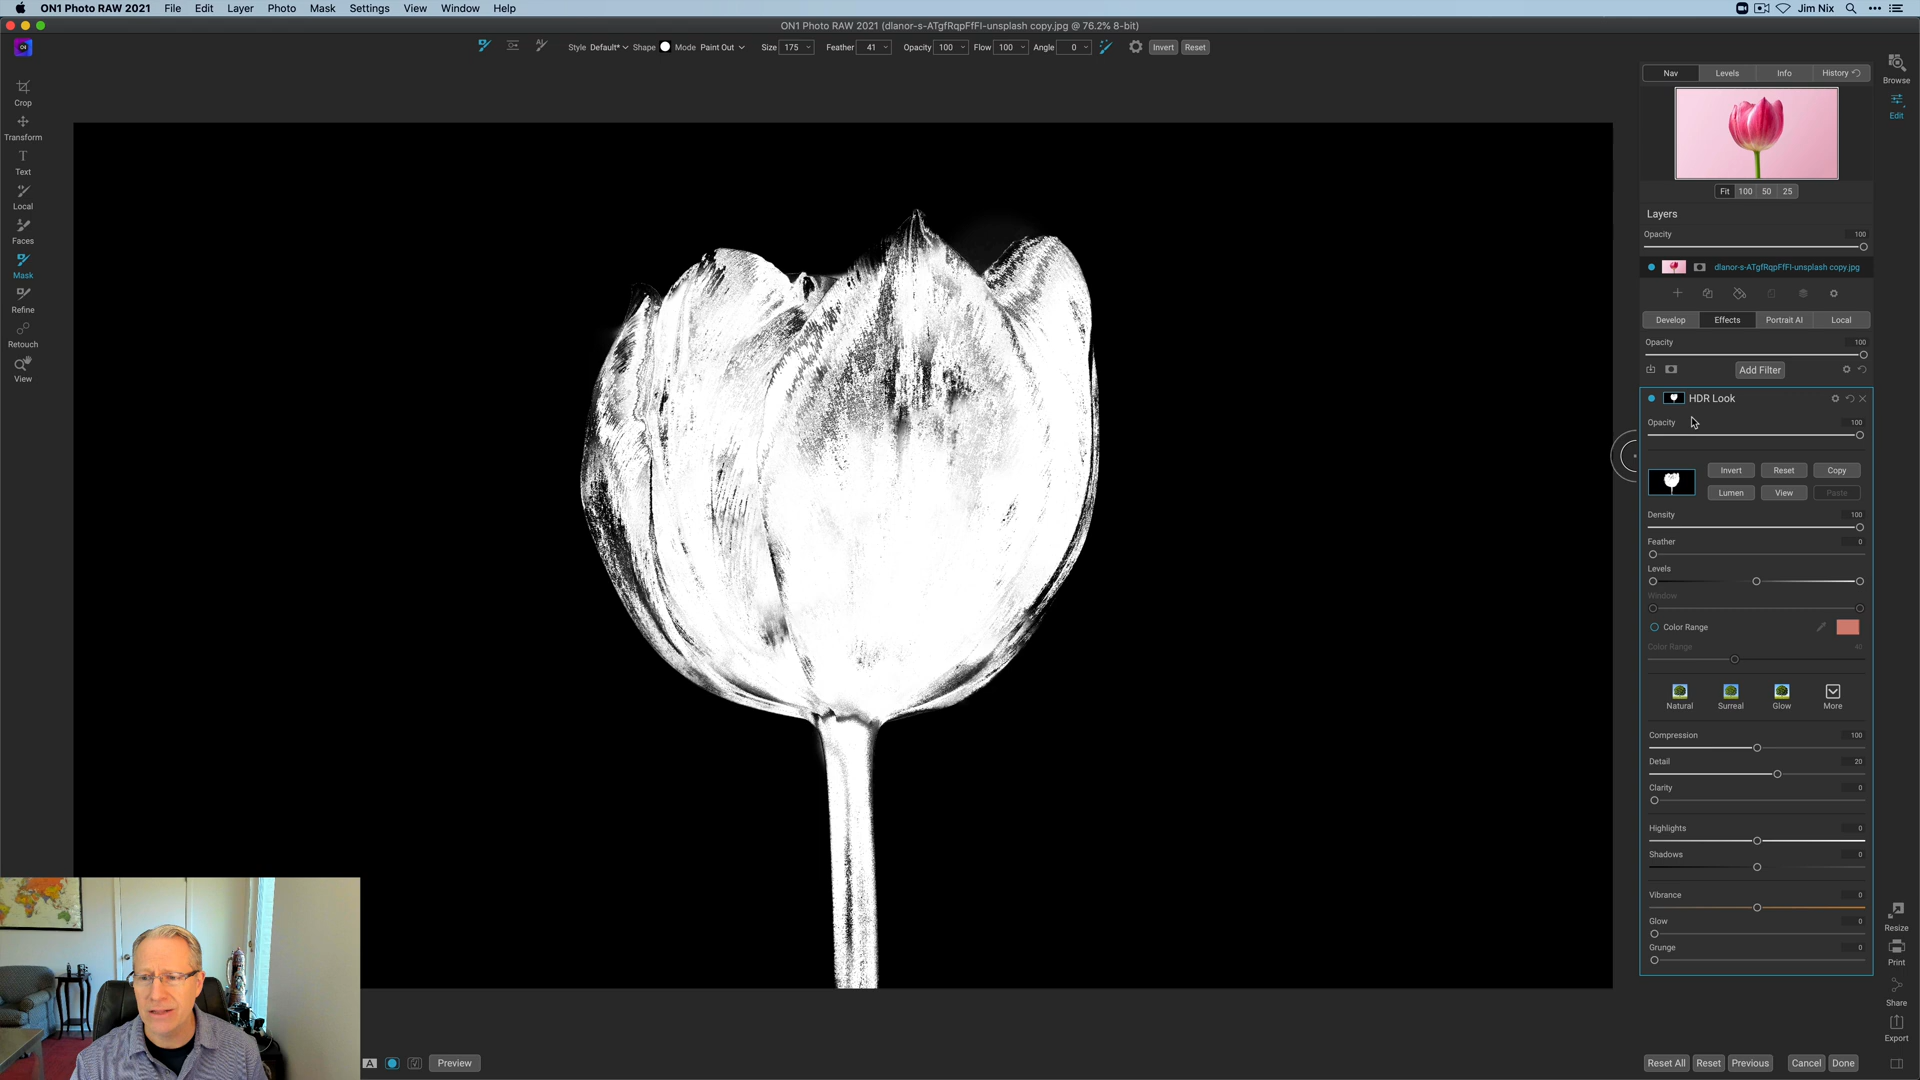 ON1 Photo RAW 2021 File Edit Layer Photo Mask Settings View Window Help Jim Nix
ON1 Photo RAW 2021 (dlanor-s-ATgfRqpFfFI-unsplash copy.jpg @ 76.2% 8-bit)
Style Default* Shape Mode Paint Out Size 175 Feather 41 Opacity 100 Flow 100 Angle 0 Invert Reset
Crop
Transform
Text
Local
Faces
Mask
Refine
Retouch
View
Nav Levels Info History
Browse
Edit
Fit 100 50 25
Layers
Opacity 100
dlanor-s-ATgfRqpFfFI-unsplash copy.jpg
Develop Effects Portrait AI Local
Opacity 100
Add Filter
HDR Look
Opacity 100
Invert Reset Copy
Lumen View Paste
Density 100
Feather 0
Levels
Window
Color Range
Color Range 40
Natural Surreal Glow More
Compression 100
Detail 20
Clarity 0
Highlights 0
Shadows 0
Vibrance 0
Glow 0
Grunge 0
Resize
Print
Share
Export
A Preview
Reset All Reset Previous Cancel Done